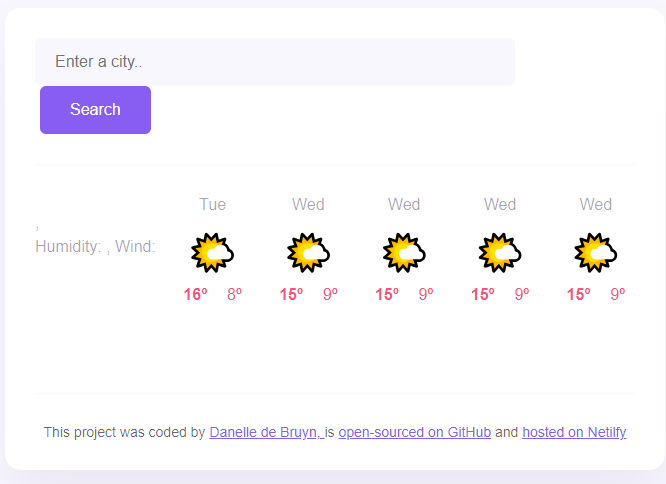 Enter a city..
Search
Tue Wed Wed Wed Wed
,
Humidity: , Wind:
16º 8º 15º 9º 15º 9º 15º 9º 15º 9º
This project was coded by Danelle de Bruyn, is open-sourced on GitHub and hosted on Netilfy